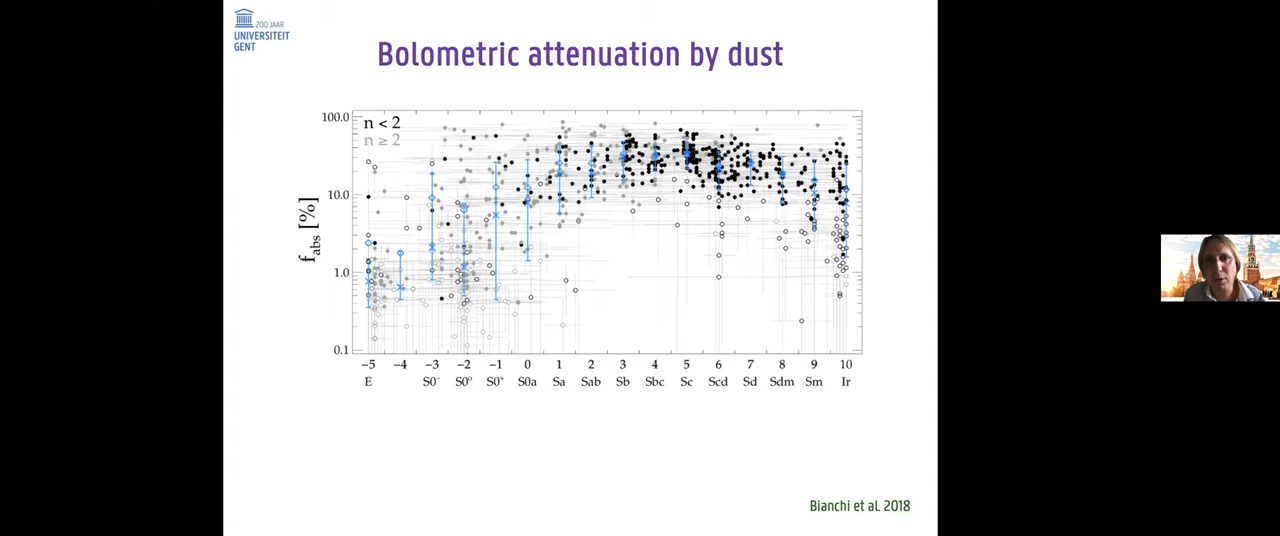 200 JAAR
UNIVERSITEIT
GENT
Bolometric attenuation by dust
n < 2
n ≥ 2
100.0
10.0
1.0
0.1
f_abs [%]
−5 −4 −3 −2 −1 0 1 2 3 4 5 6 7 8 9 10
E S0⁻ S0⁰ S0⁺ S0a Sa Sab Sb Sbc Sc Scd Sd Sdm Sm Ir
Bianchi et al. 2018